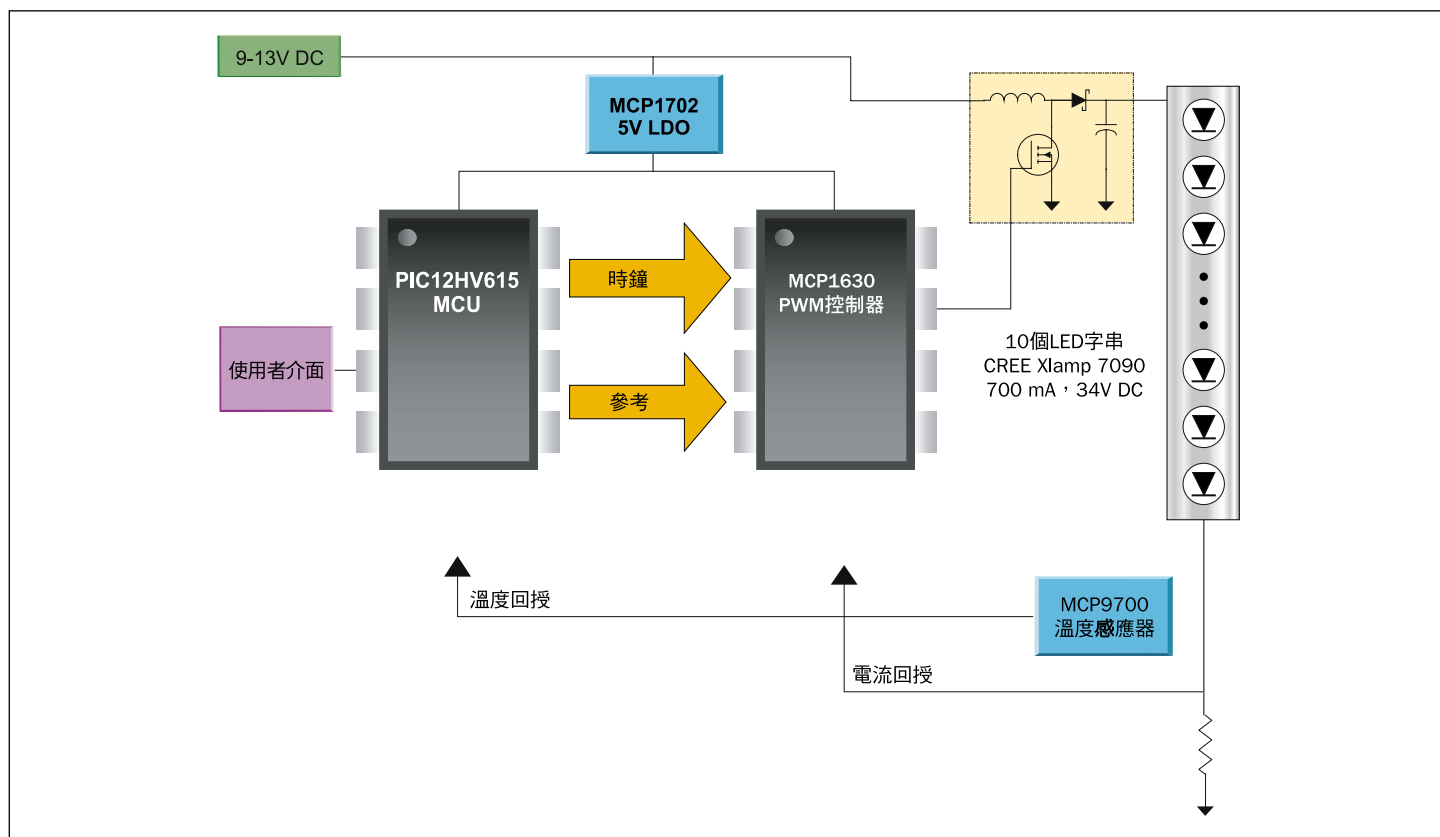 9-13V DC
MCP1702
5V LDO
PIC12HV615
MCU
時鐘
參考
MCP1630
PWM控制器
使用者介面
10個LED字串
CREE Xlamp 7090
700 mA，34V DC
溫度回授
MCP9700
溫度感應器
電流回授